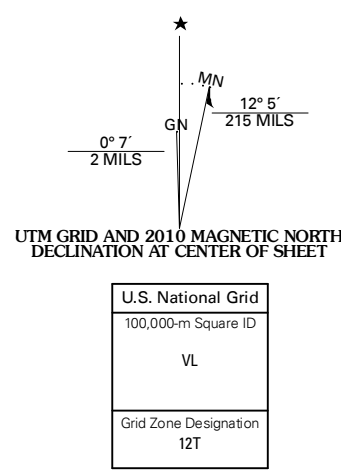 ★
MN
GN
12° 5´
215 MILS
0° 7´
2 MILS
UTM GRID AND 2010 MAGNETIC NORTH
DECLINATION AT CENTER OF SHEET
U.S. National Grid
100,000-m Square ID
VL
Grid Zone Designation
12T